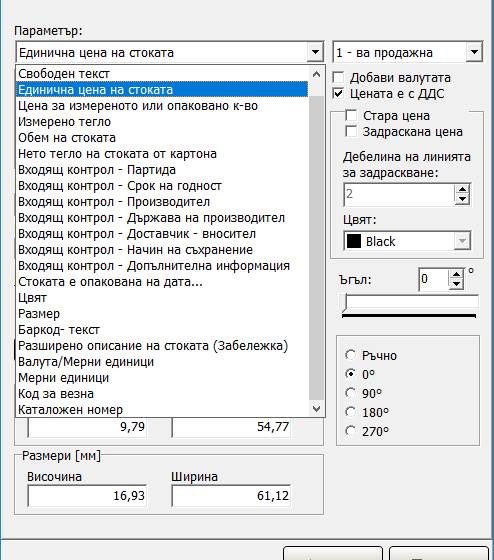 Параметър:
Единична цена на стоката
1 - ва продажна
Свободен текст
Единична цена на стоката
Цена за измереното или опаковано к-во
Измерено тегло
Обем на стоката
Нето тегло на стоката от картона
Входящ контрол - Партида
Входящ контрол - Срок на годност
Входящ контрол - Производител
Входящ контрол - Държава на производител
Входящ контрол - Доставчик - вносител
Входящ контрол - Начин на съхранение
Входящ контрол - Допълнителна информация
Стоката е опакована на дата...
Цвят
Размер
Баркод- текст
Разширено описание на стоката (Забележка)
Валута/Мерни единици
Мерни единици
Код за везна
Каталожен номер
Добави валутата
Цената е с ДДС
Стара цена
Задраскана цена
Дебелина на линията
за задраскване:
2
Цвят:
Black
Ъгъл:
0
°
Ръчно
0º
90º
180º
270º
9,79
54,77
Размери [мм]
Височина
Ширина
16,93
61,12